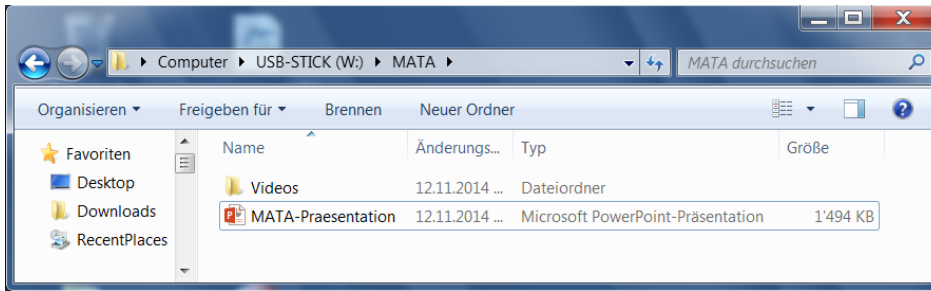 Computer USB-STICK (W:) MATA MATA durchsuchen
Organisieren Freigeben für Brennen Neuer Ordner
Favoriten
Desktop
Downloads
RecentPlaces
Name Änderungs... Typ Größe
Videos 12.11.2014 ... Dateiordner
MATA-Praesentation 12.11.2014 ... Microsoft PowerPoint-Präsentation 1'494 KB